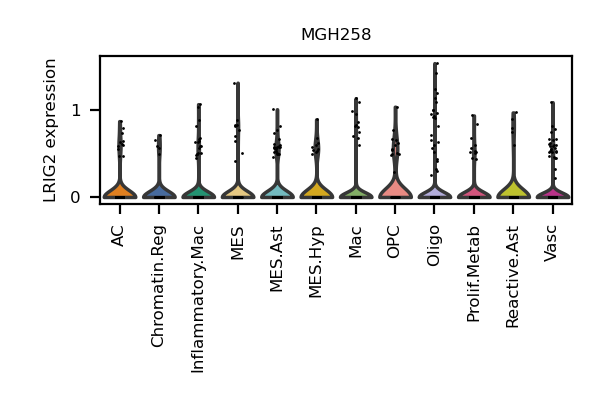 MGH258
LRIG2 expression
1
0
AC
Chromatin.Reg
Inflammatory.Mac
MES
MES.Ast
MES.Hyp
Mac
OPC
Oligo
Prolif.Metab
Reactive.Ast
Vasc